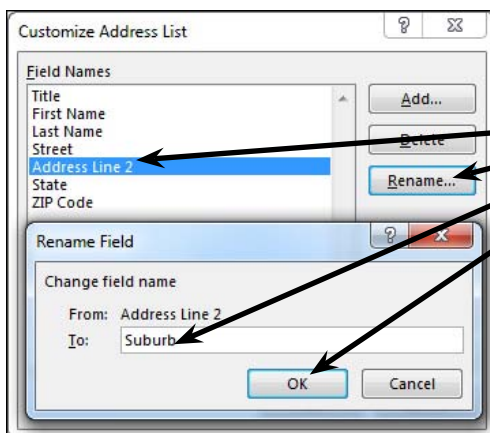 Customize Address List
Field Names
Title
First Name
Last Name
Street
Address Line 2
State
ZIP Code
Add...
Delete
Rename...
Rename Field
Change field name
From: Address Line 2
To: Suburb
OK Cancel